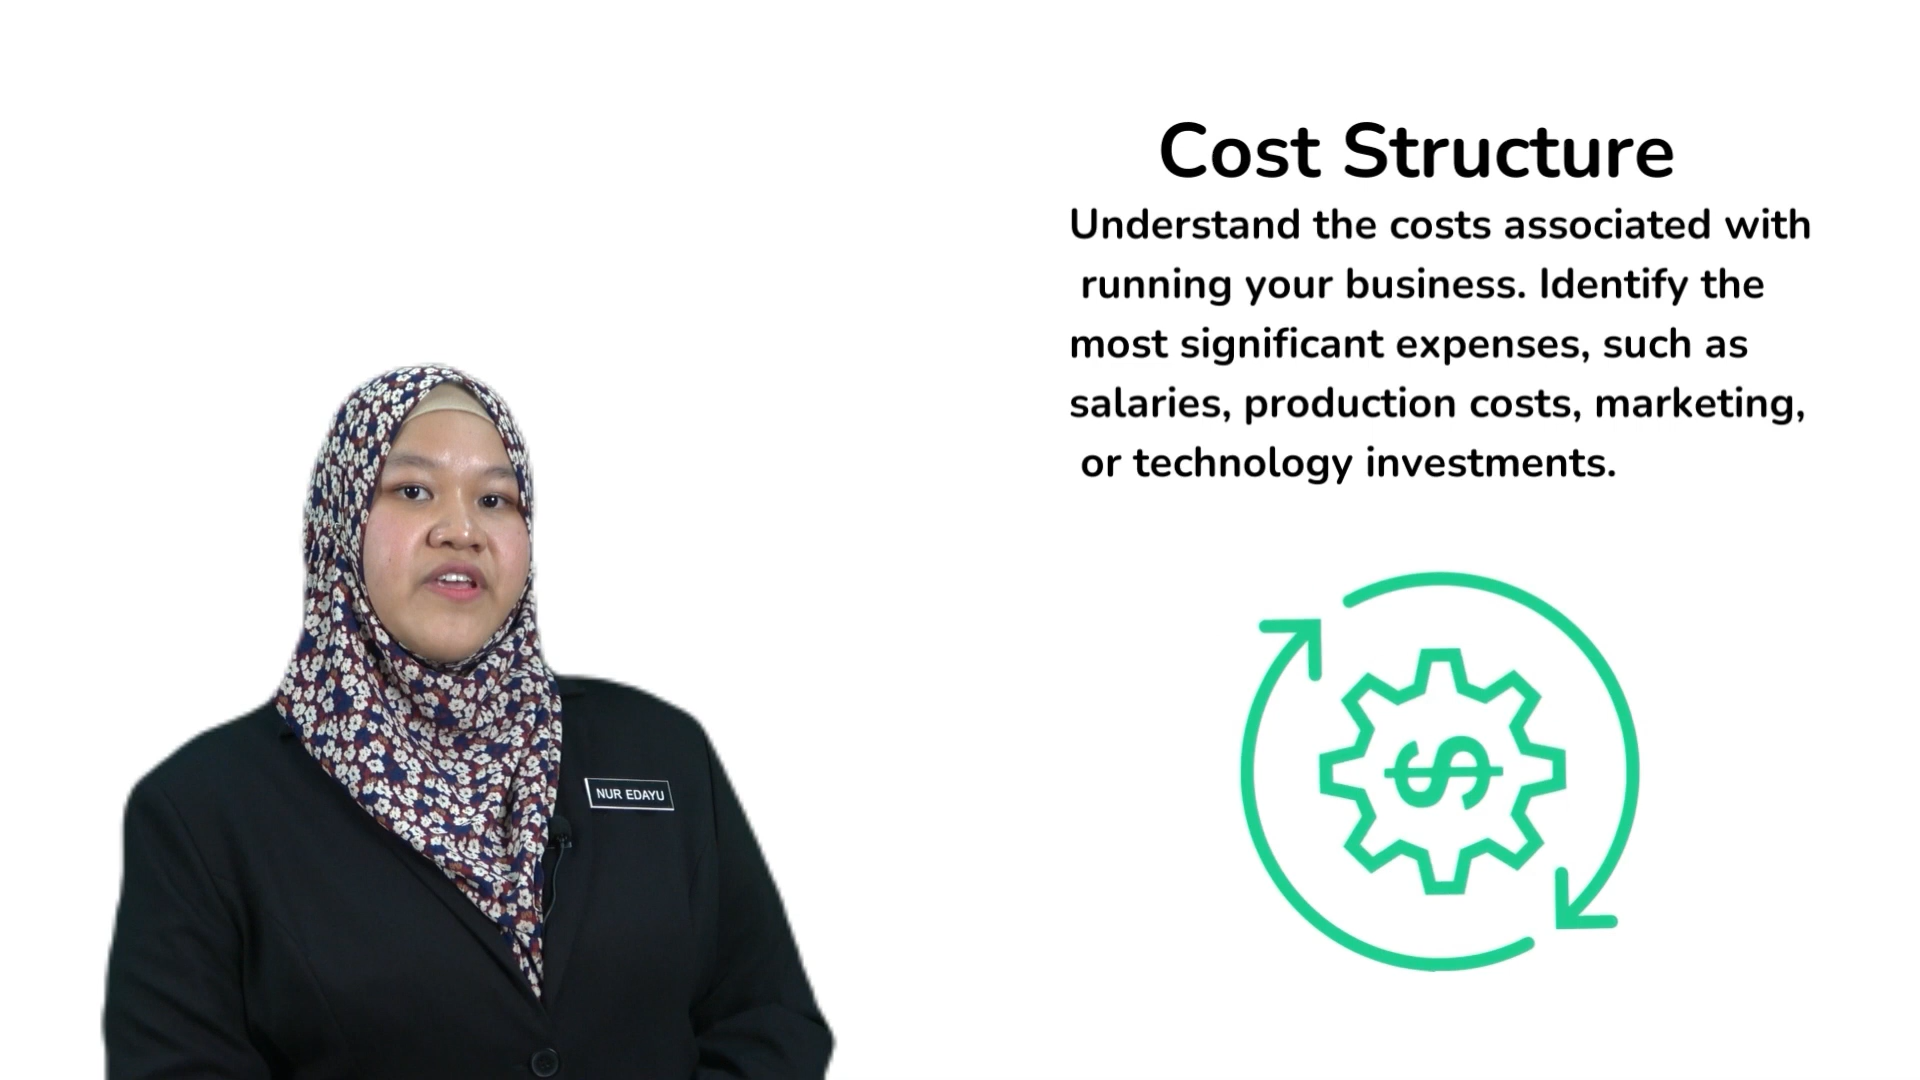 Cost Structure
Understand the costs associated with
running your business. Identify the
most significant expenses, such as
salaries, production costs, marketing,
or technology investments.
NUR EDAYU
$